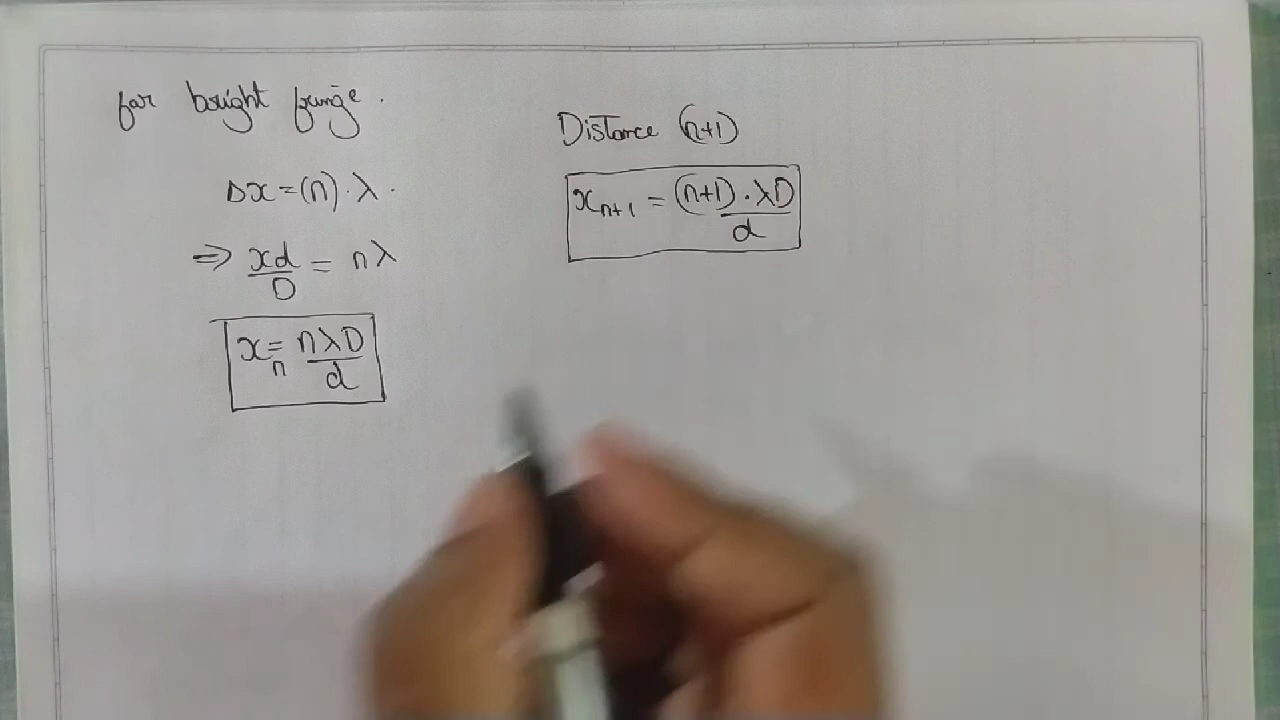 for bright fringe.
Δx = (n)·λ.
⇒ xd/D = nλ
xₙ = nλD/d
Distance (n+1)
xₙ₊₁ = (n+1)·λD/d